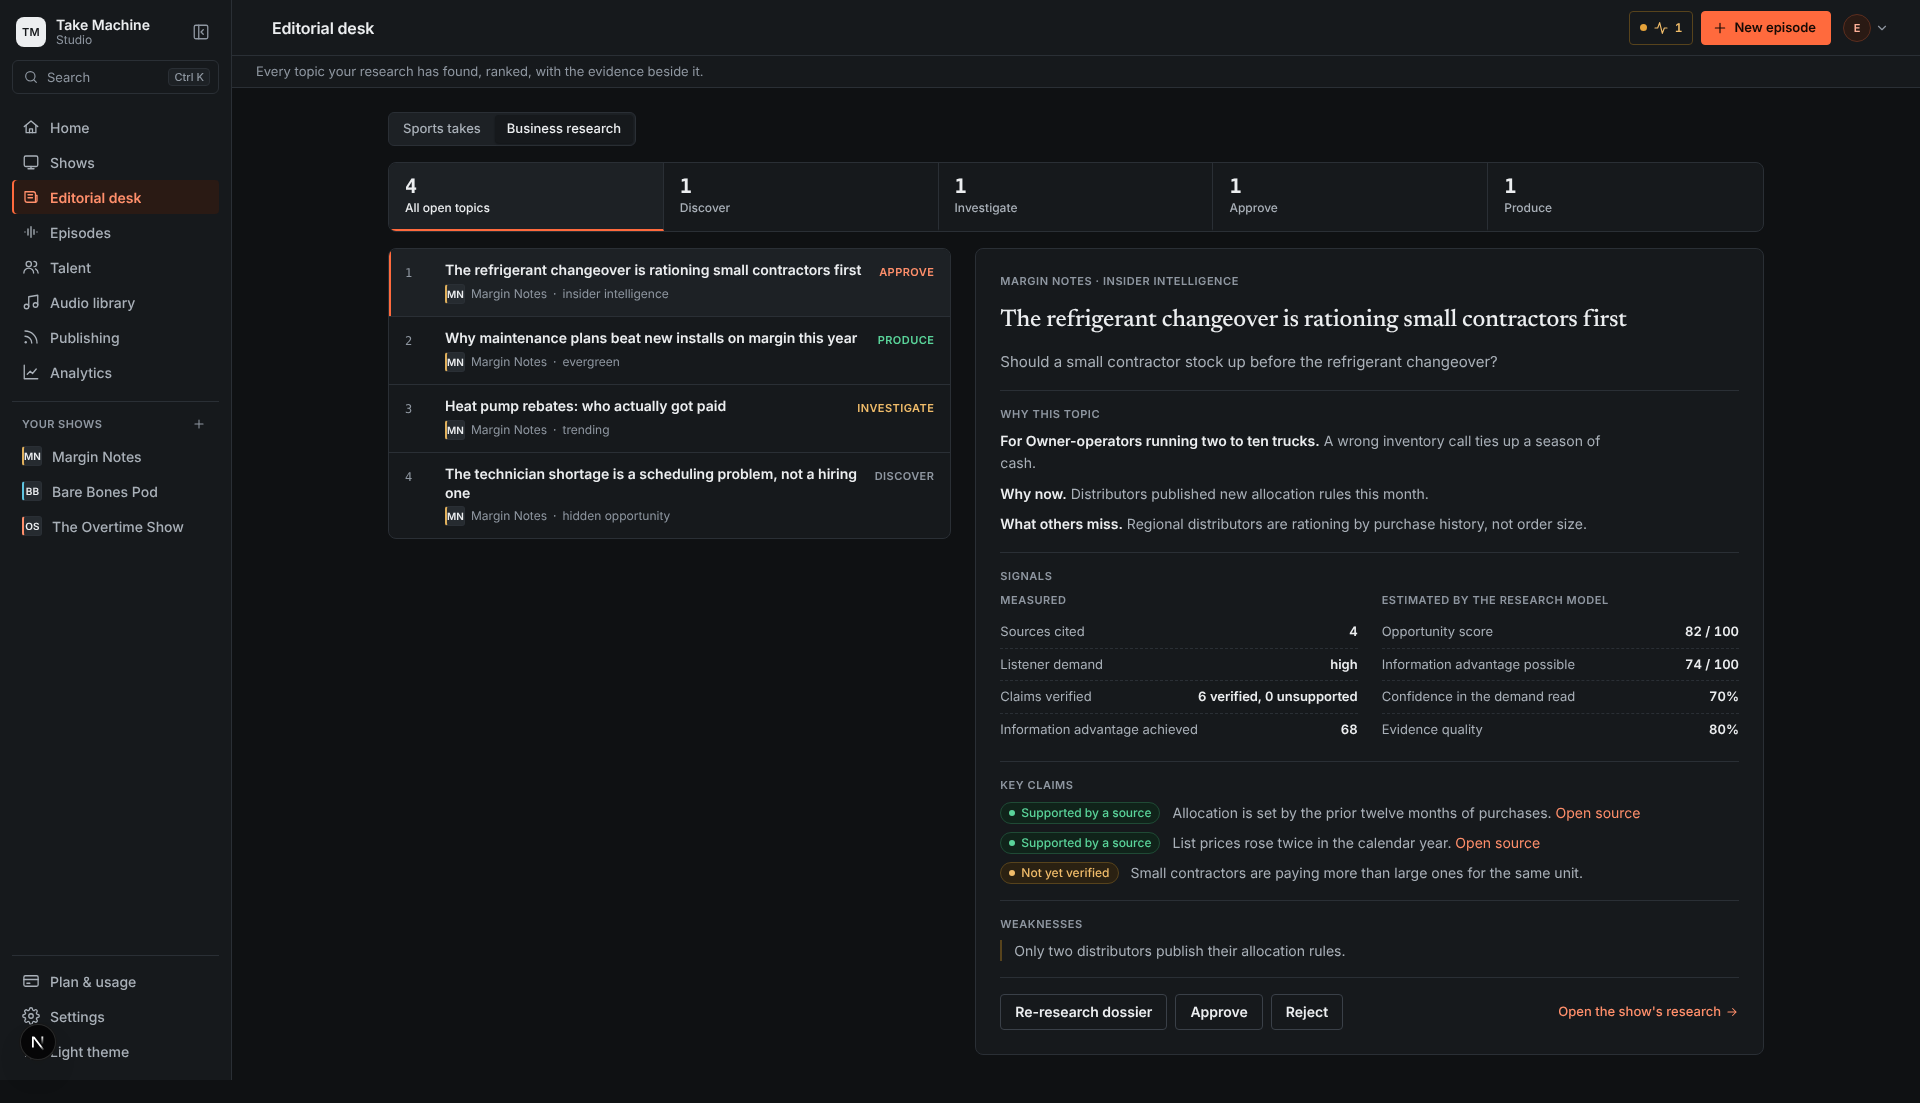 TM
Take Machine
Studio
Search
Ctrl K
Home
Shows
Editorial desk
Episodes
Talent
Audio library
Publishing
Analytics
YOUR SHOWS
MN Margin Notes
BB Bare Bones Pod
OS The Overtime Show
Plan & usage
Settings
N
Light theme
Editorial desk
1
New episode
E
Every topic your research has found, ranked, with the evidence beside it.
Sports takes
Business research
4
All open topics
1
Discover
1
Investigate
1
Approve
1
Produce
1 The refrigerant changeover is rationing small contractors first APPROVE
MN Margin Notes · insider intelligence
2 Why maintenance plans beat new installs on margin this year PRODUCE
MN Margin Notes · evergreen
3 Heat pump rebates: who actually got paid INVESTIGATE
MN Margin Notes · trending
4 The technician shortage is a scheduling problem, not a hiring DISCOVER
one
MN Margin Notes · hidden opportunity
MARGIN NOTES · INSIDER INTELLIGENCE
The refrigerant changeover is rationing small contractors first
Should a small contractor stock up before the refrigerant changeover?
WHY THIS TOPIC
For Owner-operators running two to ten trucks. A wrong inventory call ties up a season of
cash.
Why now. Distributors published new allocation rules this month.
What others miss. Regional distributors are rationing by purchase history, not order size.
SIGNALS
MEASURED
Sources cited 4
Listener demand high
Claims verified 6 verified, 0 unsupported
Information advantage achieved 68
ESTIMATED BY THE RESEARCH MODEL
Opportunity score 82 / 100
Information advantage possible 74 / 100
Confidence in the demand read 70%
Evidence quality 80%
KEY CLAIMS
Supported by a source Allocation is set by the prior twelve months of purchases. Open source
Supported by a source List prices rose twice in the calendar year. Open source
Not yet verified Small contractors are paying more than large ones for the same unit.
WEAKNESSES
Only two distributors publish their allocation rules.
Re-research dossier
Approve
Reject
Open the show's research →